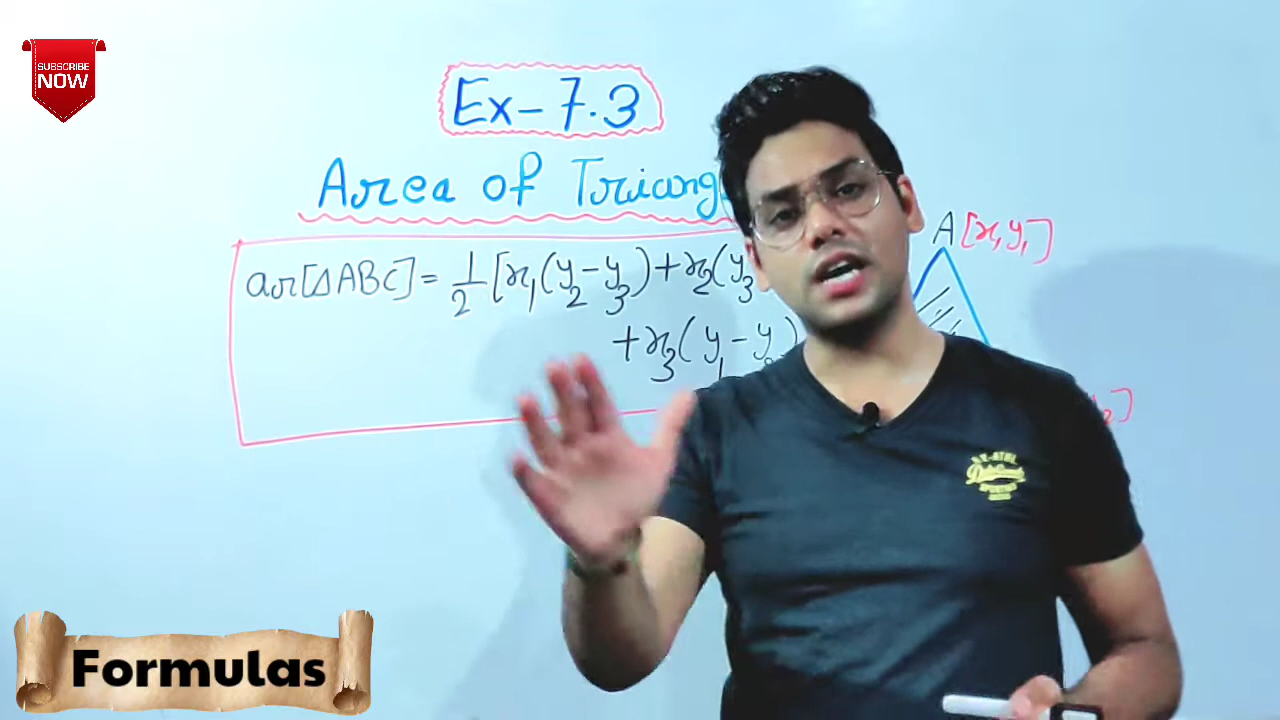 SUBSCRIBE
NOW
Ex-7.3
Area of Triang
A [x, y₁]
ar[△ABC] = 1/2 [x₁(y₂-y₃)+x₂(y₃
+x₃(y₁-y
Formulas